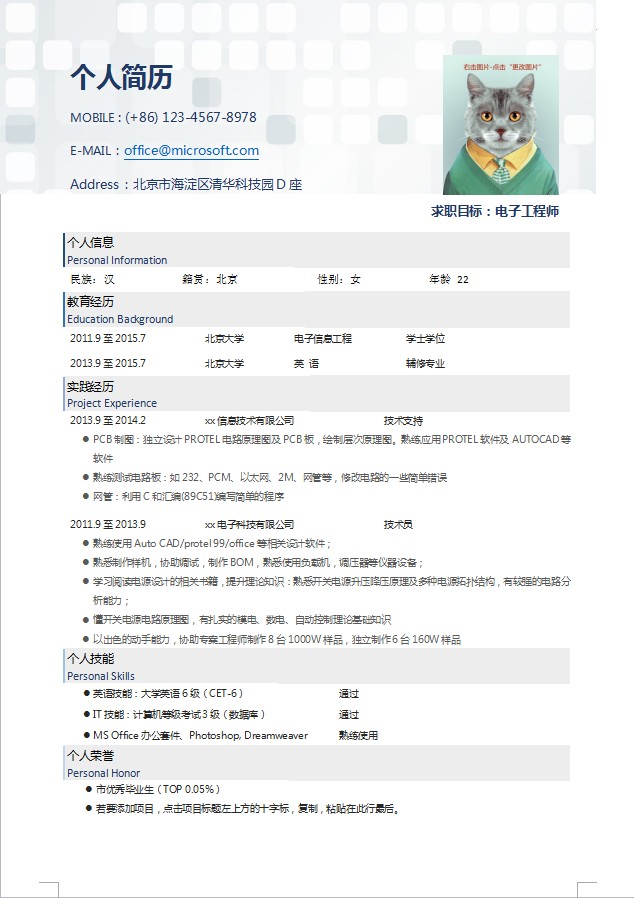 右击图片-点击“更改图片”
个人简历
MOBILE : (+86) 123-4567-8978
E-MAIL : office@microsoft.com
Address : 北京市海淀区清华科技园 D 座
求职目标：电子工程师
个人信息
Personal Information
民族：汉 籍贯：北京 性别：女 年龄 22
教育经历
Education Background
2011.9 至 2015.7 北京大学 电子信息工程 学士学位
2013.9 至 2015.7 北京大学 英 语 辅修专业
实践经历
Project Experience
2013.9 至 2014.2 xx 信息技术有限公司 技术支持
● PCB 制图：独立设计 PROTEL 电路原理图及 PCB 板，绘制层次原理图。熟练应用 PROTEL 软件及 AUTOCAD 等
软件
● 熟练测试电路板：如 232、PCM、以太网、2M、网管等，修改电路的一些简单错误
● 网管：利用 C 和汇编(89C51)编写简单的程序
2011.9 至 2013.9 xx 电子科技有限公司 技术员
● 熟练使用 Auto CAD/protel 99/office 等相关设计软件；
● 熟悉制作样机，协助调试，制作 BOM，熟悉使用负载机，调压器等仪器设备；
● 学习阅读电源设计的相关书籍，提升理论知识：熟悉开关电源升压降压原理及多种电源拓扑结构，有较强的电路分
析能力；
● 懂开关电源电路原理图，有扎实的模电、数电、自动控制理论基础知识
● 以出色的动手能力，协助专案工程师制作 8 台 1000W 样品，独立制作 6 台 160W 样品
个人技能
Personal Skills
● 英语技能：大学英语 6 级（CET-6） 通过
● IT 技能：计算机等级考试 3 级（数据库） 通过
● MS Office 办公套件、Photoshop, Dreamweaver 熟练使用
个人荣誉
Personal Honor
● 市优秀毕业生（TOP 0.05%）
● 若要添加项目，点击项目标题左上方的十字标，复制，粘贴在此行最后。